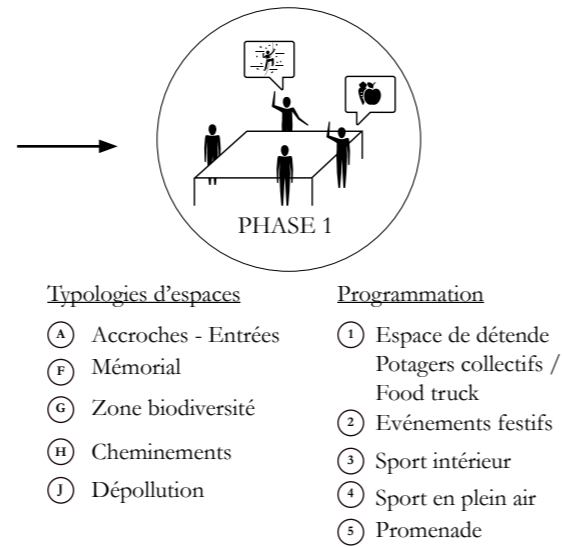 PHASE 1
Typologies d'espaces
A Accroches - Entrées
F Mémorial
G Zone biodiversité
H Cheminements
J Dépollution
Programmation
1 Espace de détende
Potagers collectifs /
Food truck
2 Evénements festifs
3 Sport intérieur
4 Sport en plein air
5 Promenade